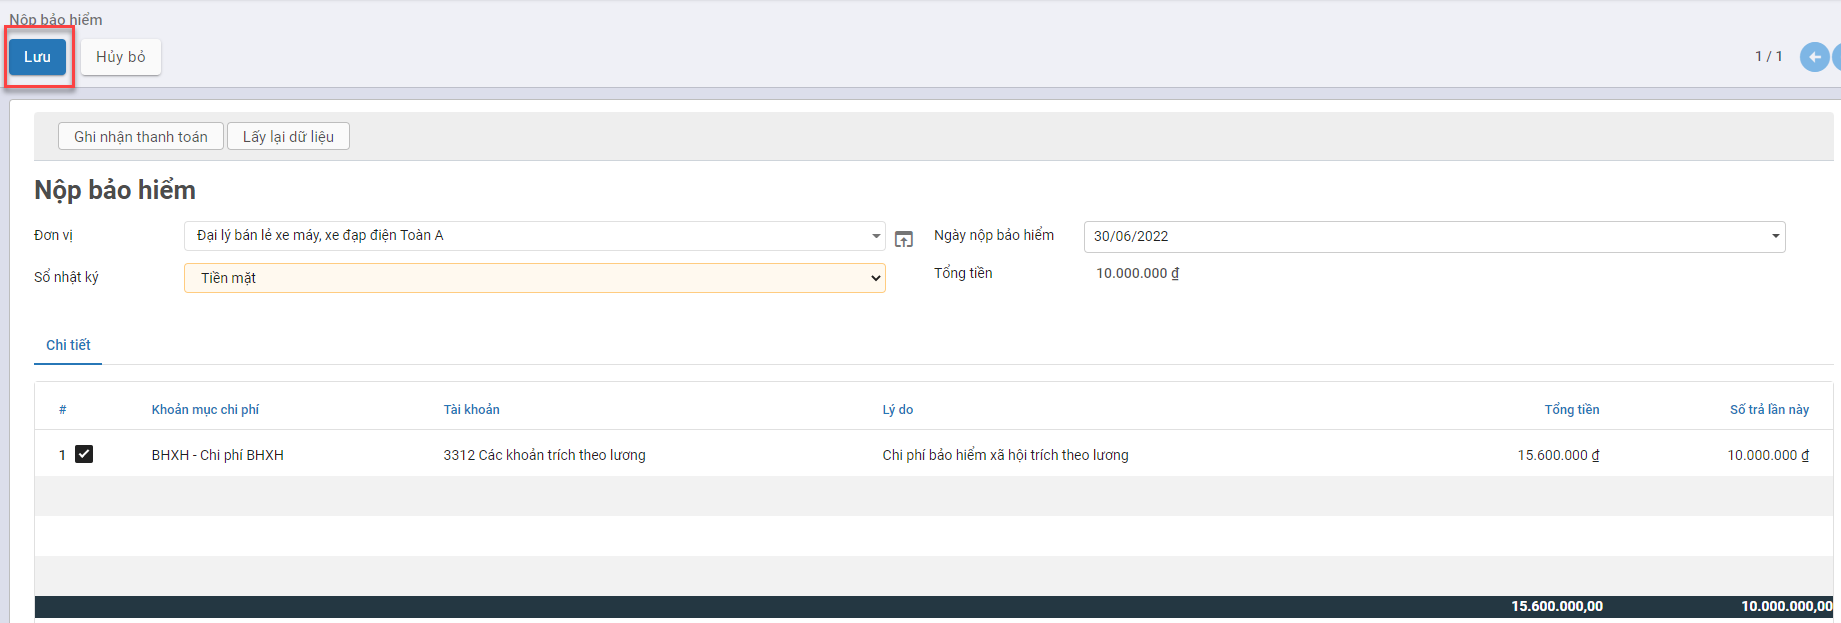 Nộp bảo hiểm
Lưu Hủy bỏ 1 / 1
Ghi nhận thanh toán Lấy lại dữ liệu
Nộp bảo hiểm
Đơn vị Đại lý bán lẻ xe máy, xe đạp điện Toàn A Ngày nộp bảo hiểm 30/06/2022
Sổ nhật ký Tiền mặt Tổng tiền 10.000.000 ₫
Chi tiết
# Khoản mục chi phí Tài khoản Lý do Tổng tiền Số trả lần này
1 BHXH - Chi phí BHXH 3312 Các khoản trích theo lương Chi phí bảo hiểm xã hội trích theo lương 15.600.000 ₫ 10.000.000 ₫
15.600.000,00 10.000.000,00